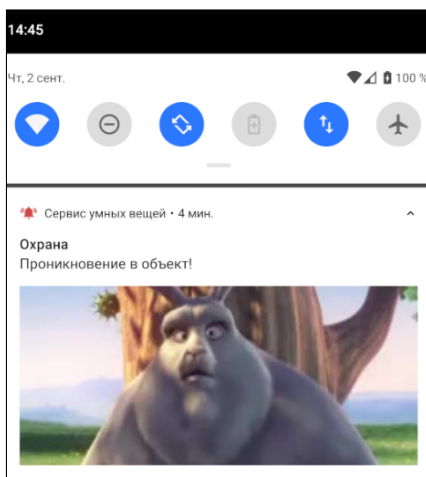 14:45
Чт, 2 сент.
100 %
Сервис умных вещей • 4 мин.
Охрана
Проникновение в объект!